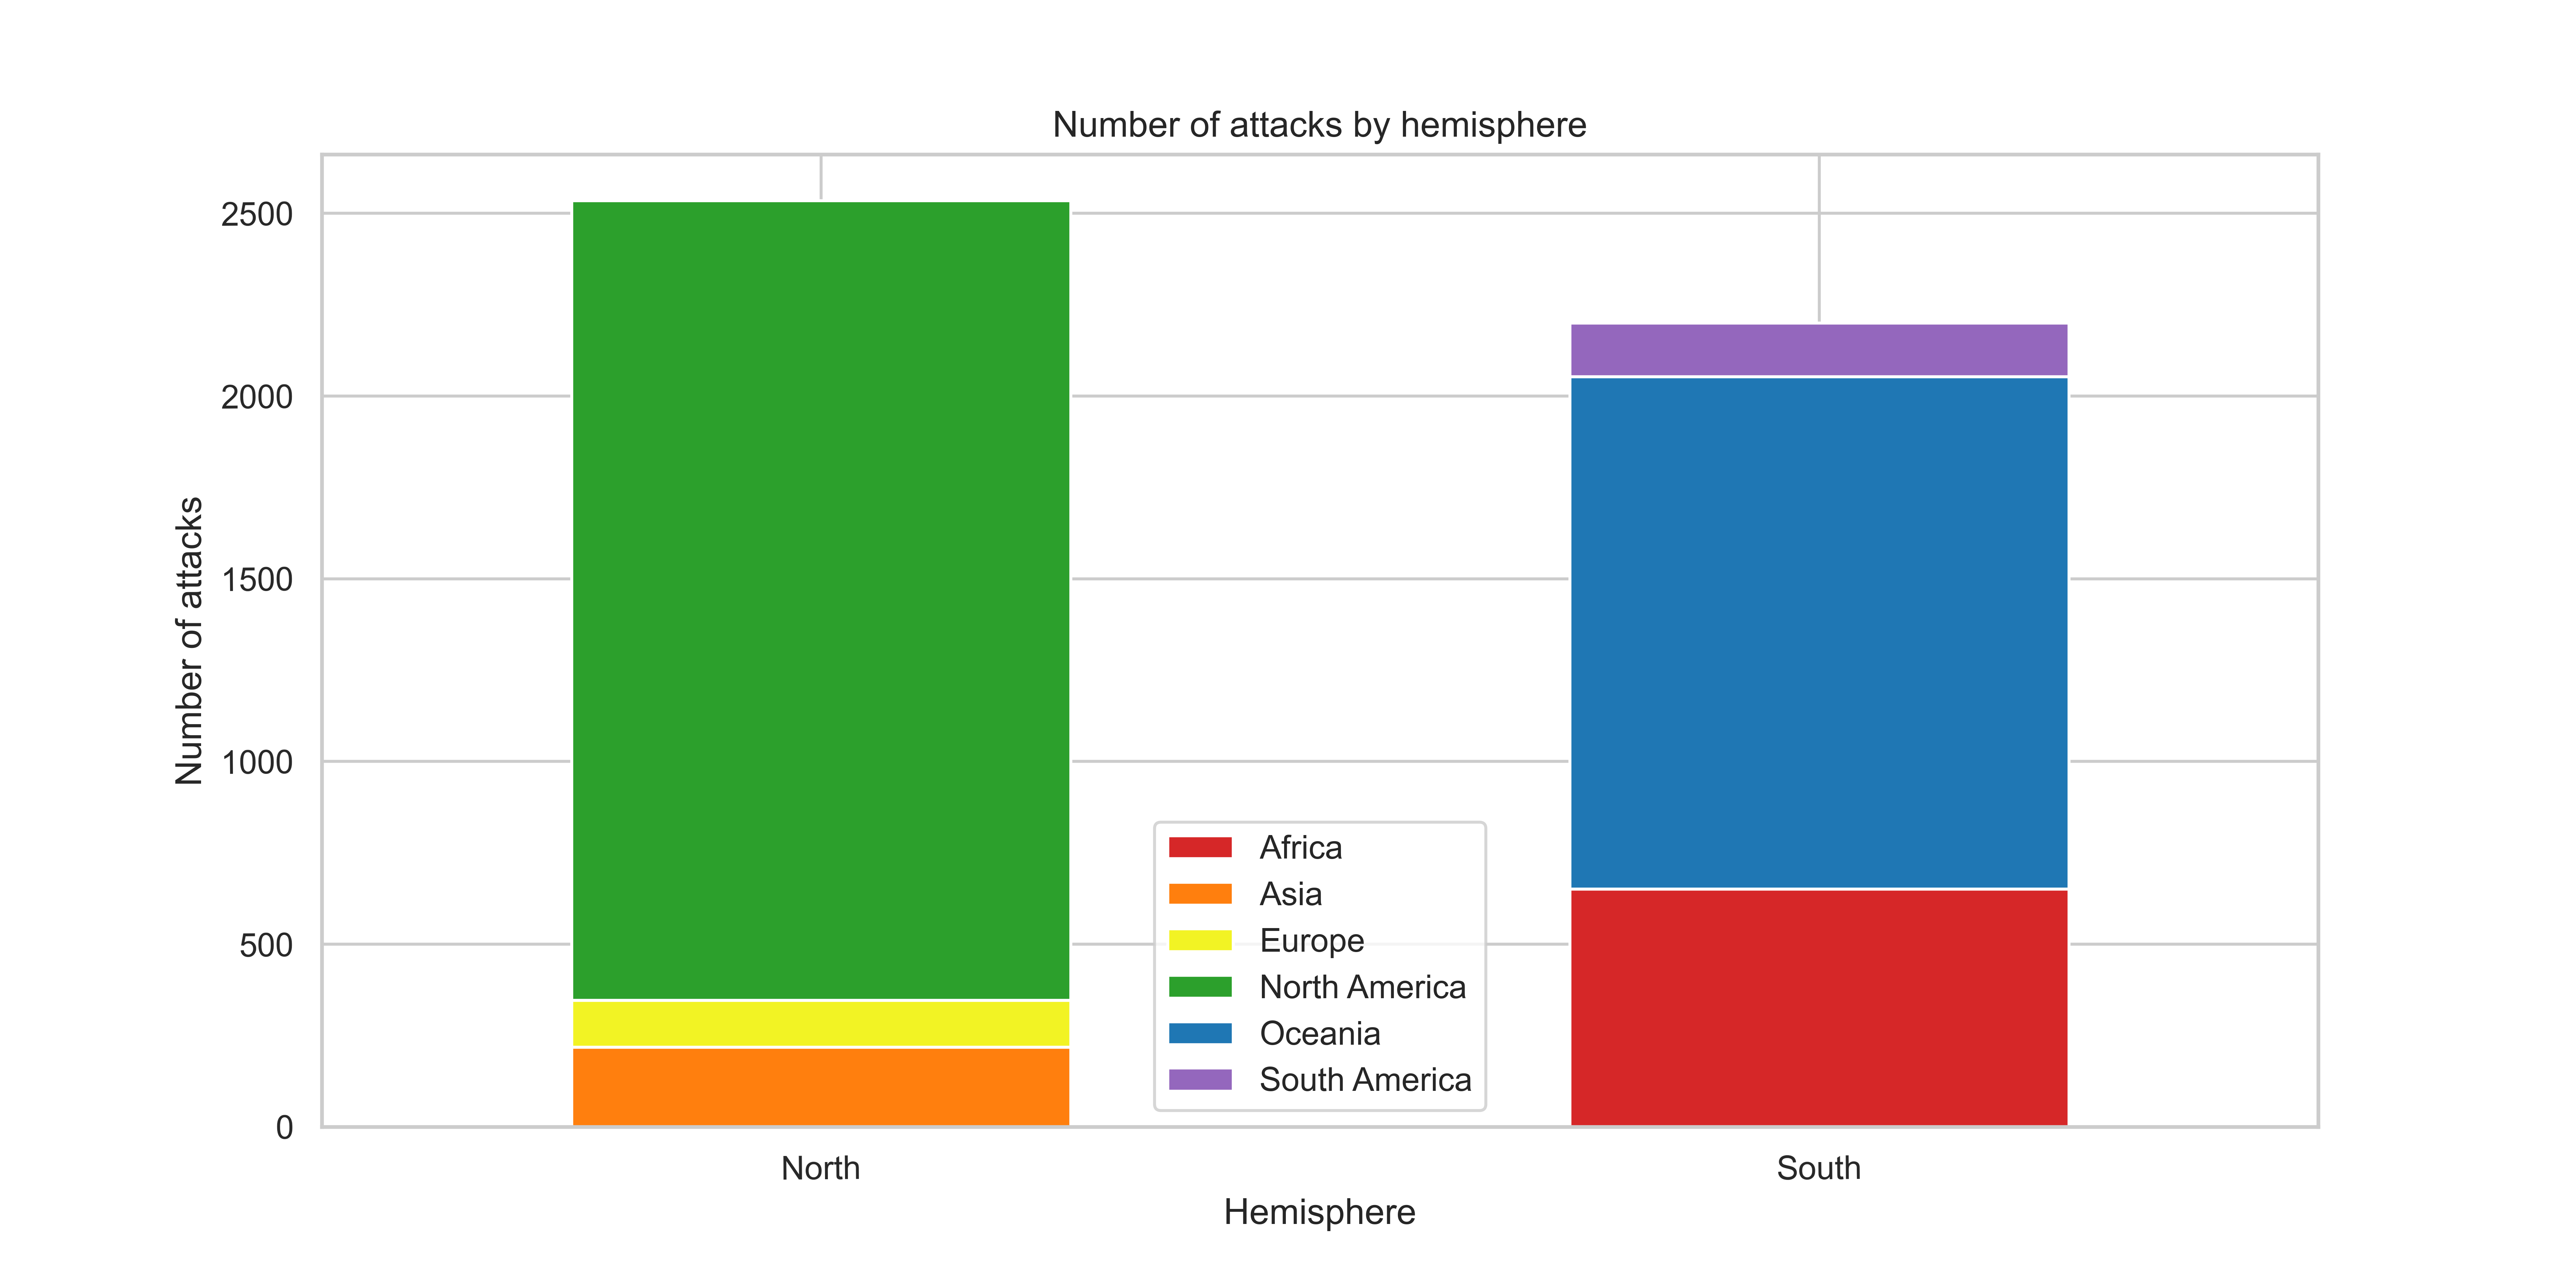 Number of attacks by hemisphere
Number of attacks
2500
2000
1500
1000
500
0
Africa
Asia
Europe
North America
Oceania
South America
North
South
Hemisphere